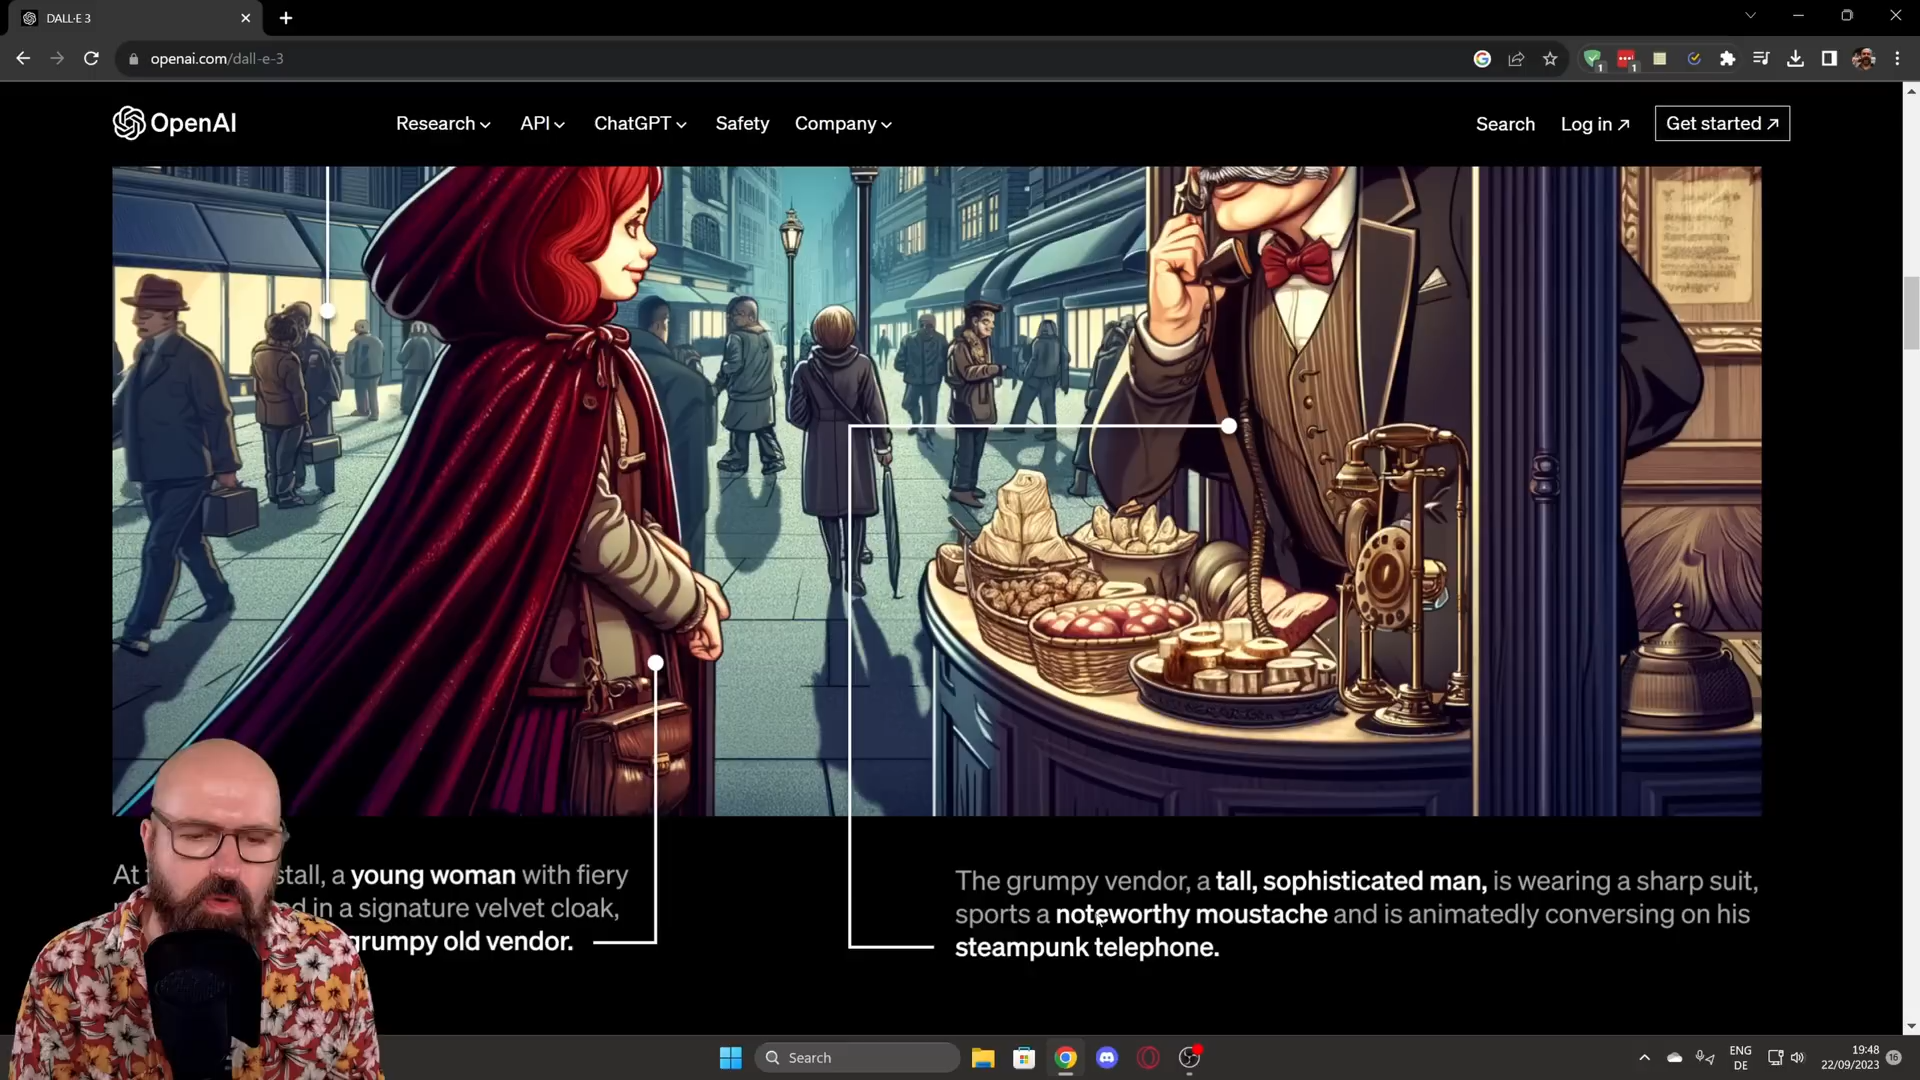 DALL·E 3
openai.com/dall-e-3
1
1
OpenAI
Research
API
ChatGPT
Safety
Company
Search
Log in
Get started
At
stall, a young woman with fiery
in a signature velvet cloak,
grumpy old vendor.
The grumpy vendor, a tall, sophisticated man, is wearing a sharp suit,
sports a noteworthy moustache and is animatedly conversing on his
steampunk telephone.
Search
ENG
DE
19:48
22/09/2023
16